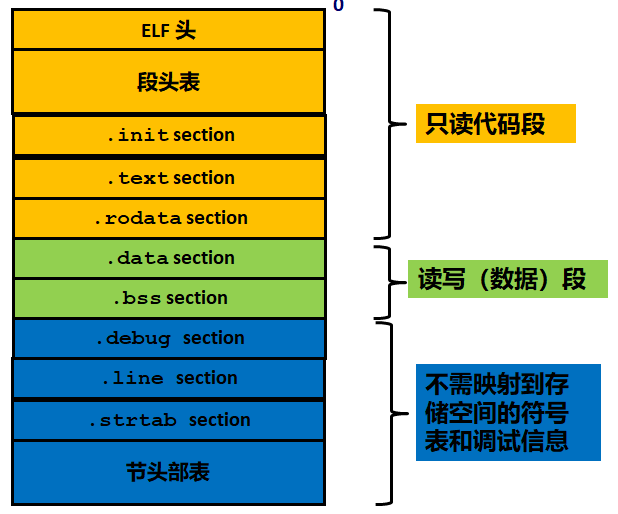 0
ELF 头
段头表
.init section
.text section
.rodata section
只读代码段
.data section
.bss section
读写（数据）段
.debug section
.line section
.strtab section
节头部表
不需映射到存
储空间的符号
表和调试信息